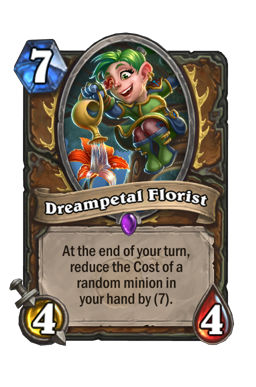 7
Dreampetal Florist
At the end of your turn,
reduce the Cost of a
random minion in
your hand by (7).
4
4